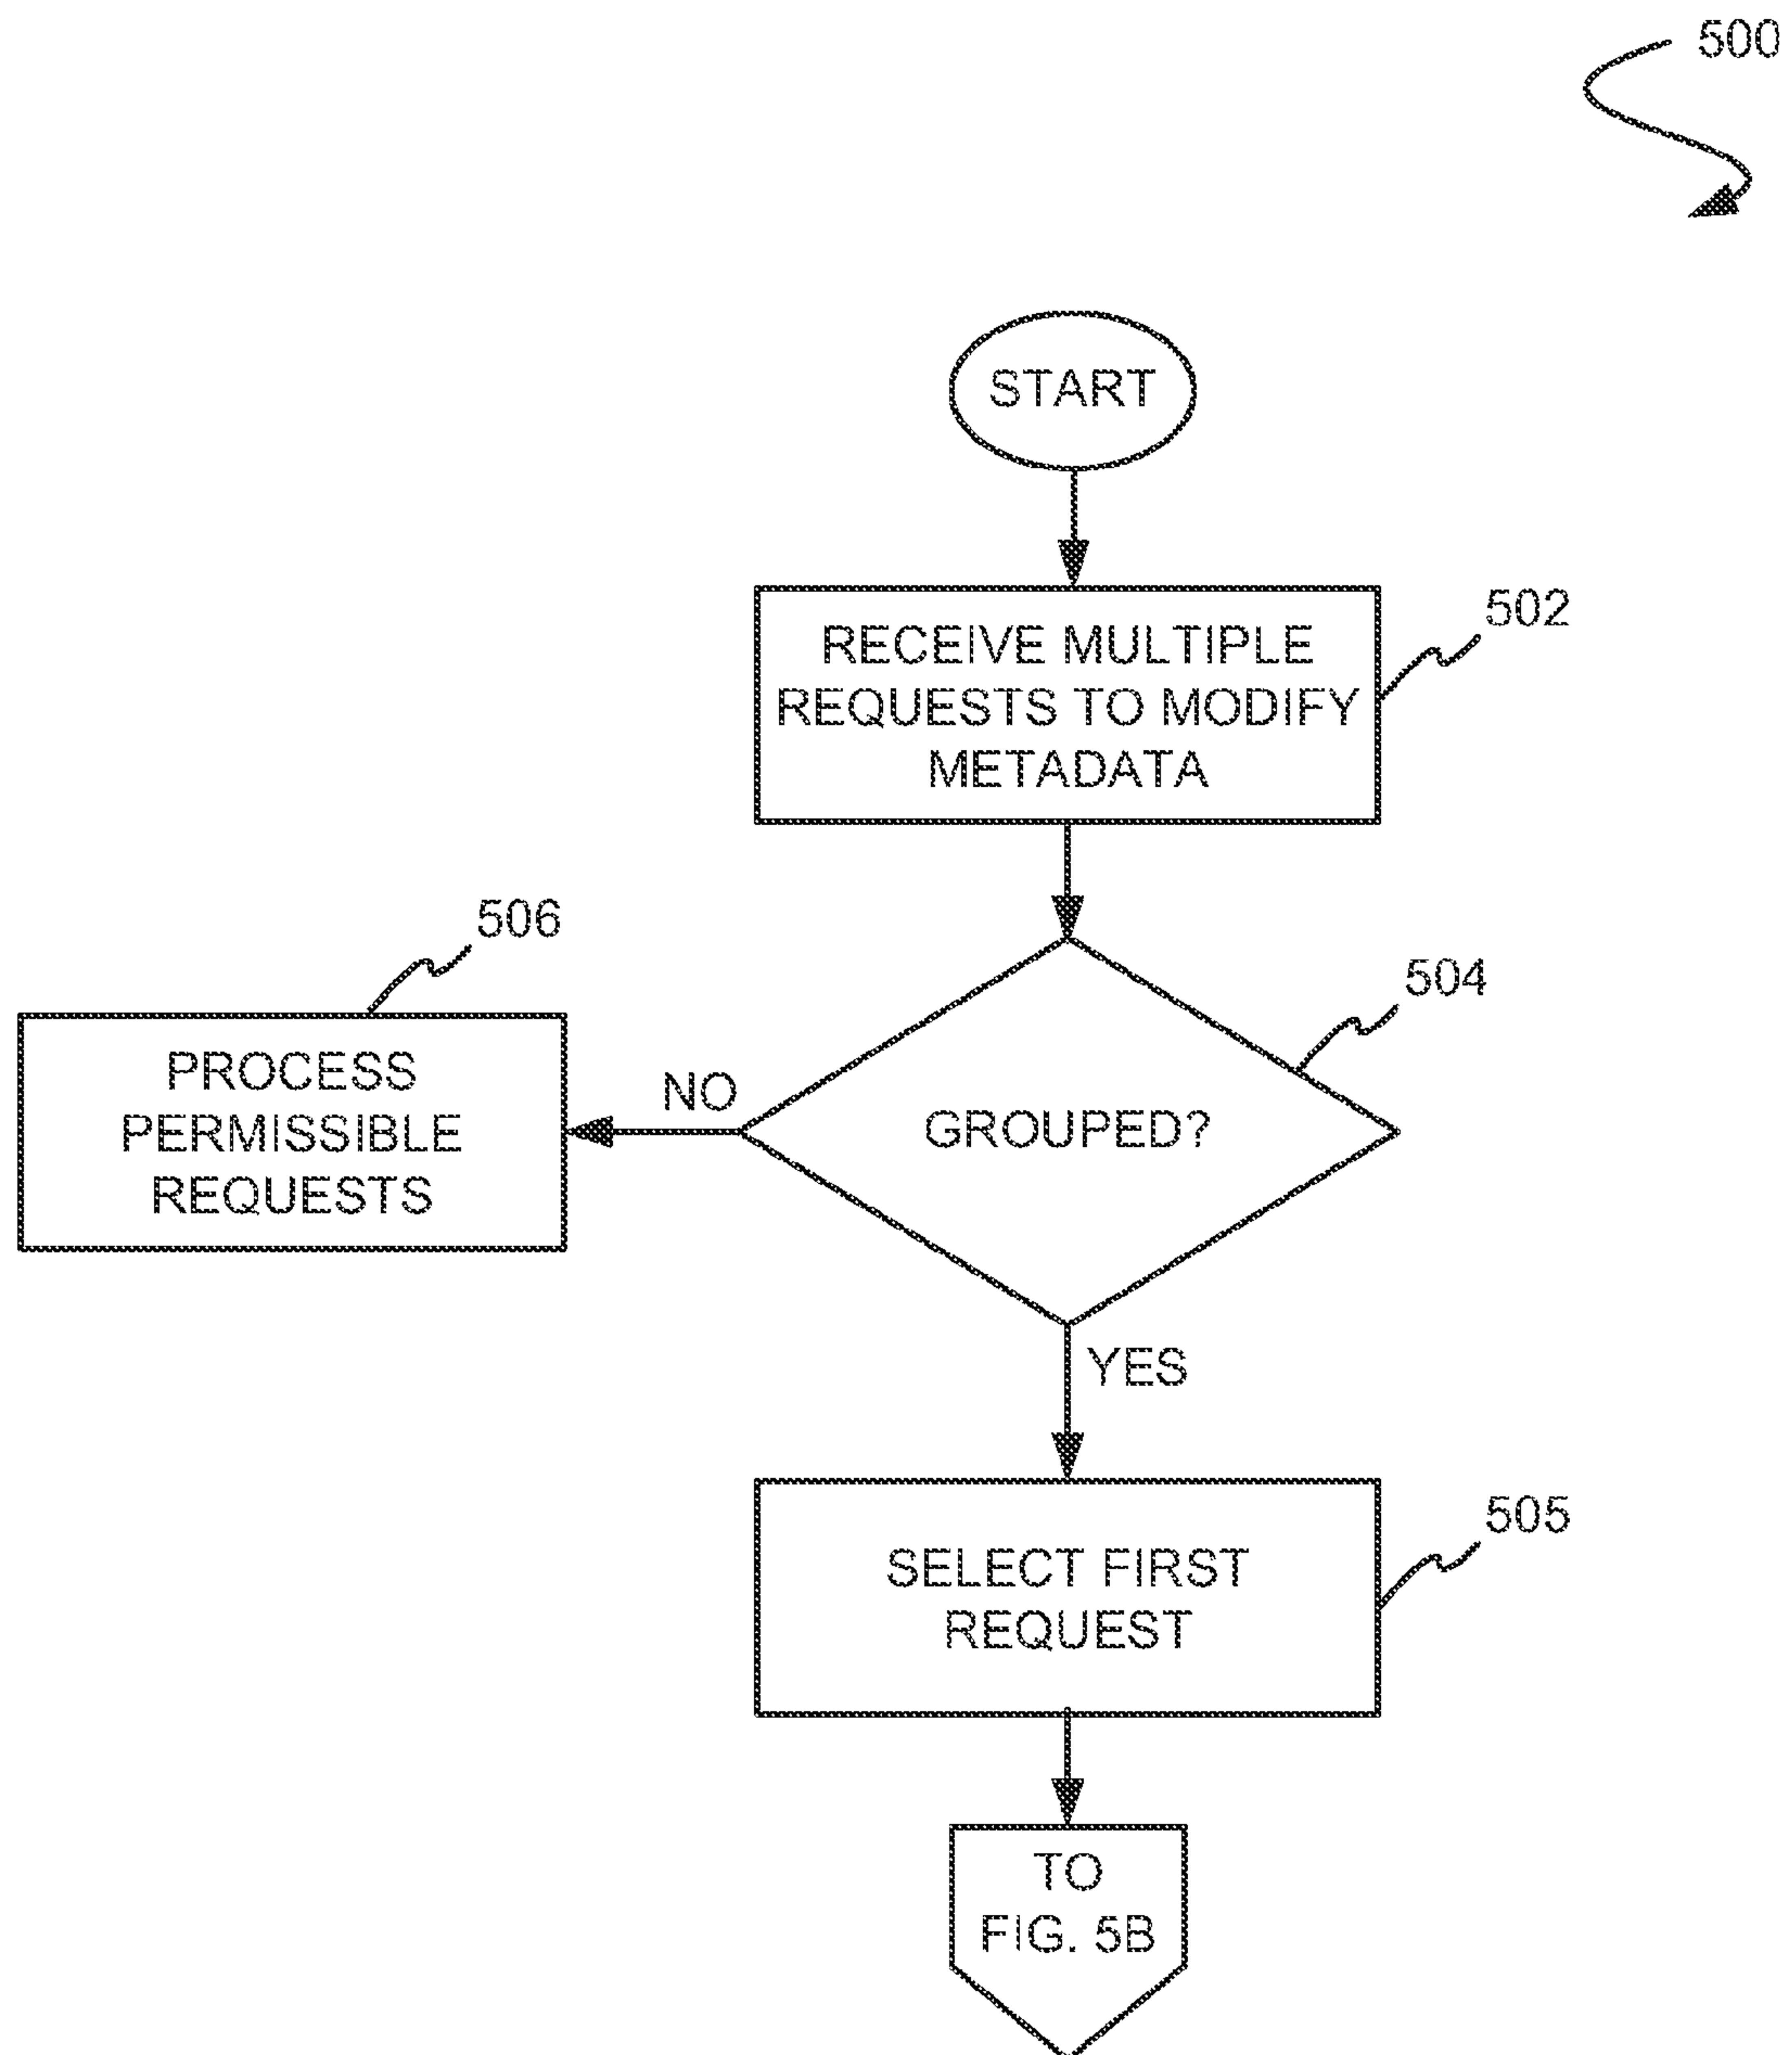 500
START
RECEIVE MULTIPLE
REQUESTS TO MODIFY
METADATA
502
506
504
PROCESS
PERMISSIBLE
REQUESTS
NO
GROUPED?
YES
505
SELECT FIRST
REQUEST
TO
FIG. 5B